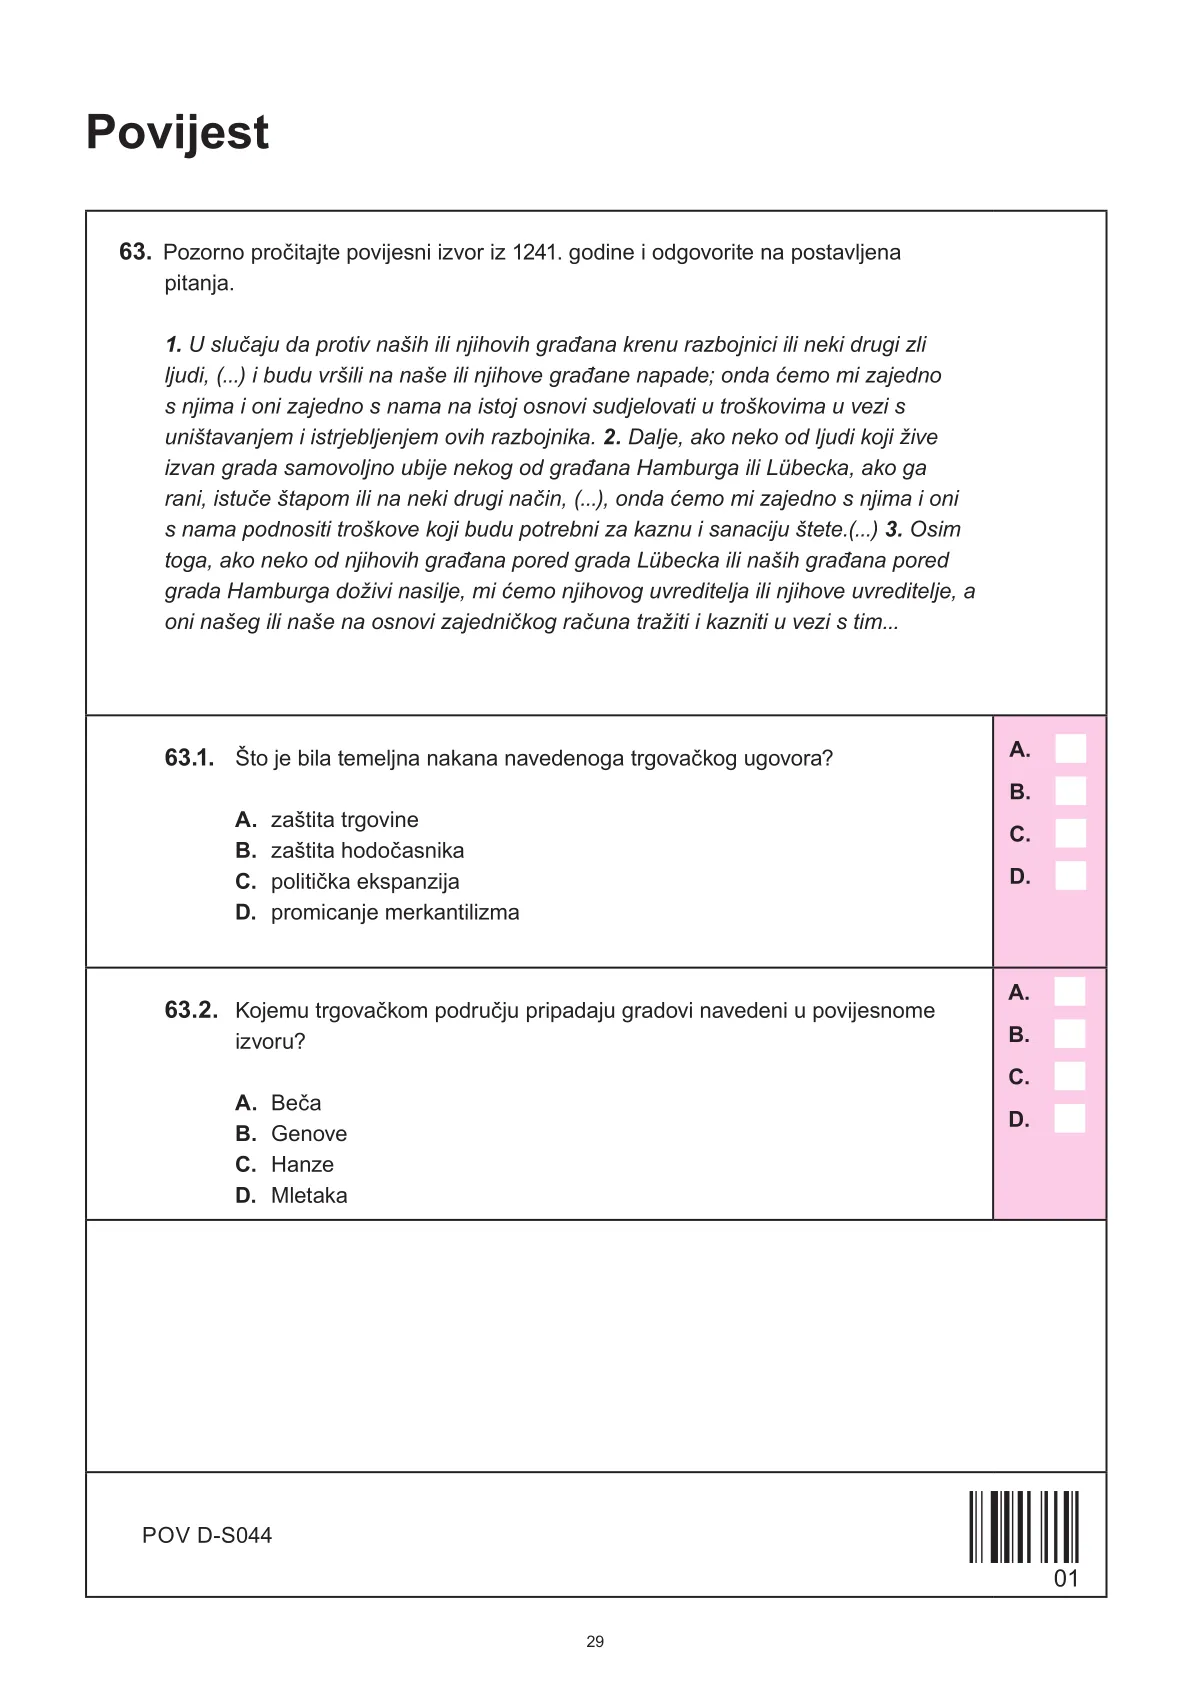 Povijest
63. Pozorno pročitajte povijesni izvor iz 1241. godine i odgovorite na postavljena
pitanja.
1. U slučaju da protiv naših ili njihovih građana krenu razbojnici ili neki drugi zli
ljudi, (...) i budu vršili na naše ili njihove građane napade; onda ćemo mi zajedno
s njima i oni zajedno s nama na istoj osnovi sudjelovati u troškovima u vezi s
uništavanjem i istrjebljenjem ovih razbojnika. 2. Dalje, ako neko od ljudi koji žive
izvan grada samovoljno ubije nekog od građana Hamburga ili Lübecka, ako ga
rani, istuče štapom ili na neki drugi način, (...), onda ćemo mi zajedno s njima i oni
s nama podnositi troškove koji budu potrebni za kaznu i sanaciju štete.(...) 3. Osim
toga, ako neko od njihovih građana pored grada Lübecka ili naših građana pored
grada Hamburga doživi nasilje, mi ćemo njihovog uvreditelja ili njihove uvreditelje, a
oni našeg ili naše na osnovi zajedničkog računa tražiti i kazniti u vezi s tim...
63.1. Što je bila temeljna nakana navedenoga trgovačkog ugovora?
A. zaštita trgovine
B. zaštita hodočasnika
C. politička ekspanzija
D. promicanje merkantilizma
A.
B.
C.
D.
63.2. Kojemu trgovačkom području pripadaju gradovi navedeni u povijesnome
izvoru?
A. Beča
B. Genove
C. Hanze
D. Mletaka
A.
B.
C.
D.
POV D-S044
01
29